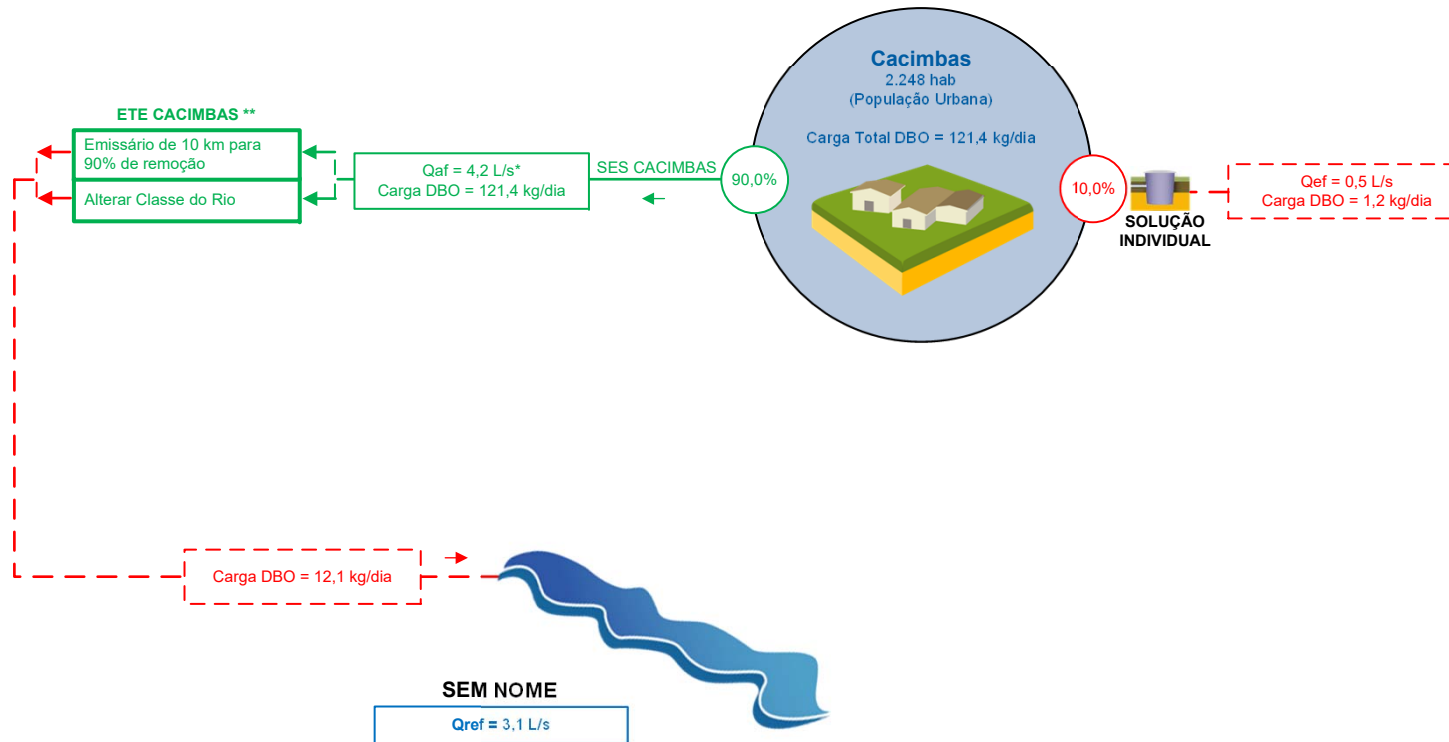 Cacimbas
2.248 hab
(População Urbana)
Carga Total DBO = 121,4 kg/dia
ETE CACIMBAS **
Emissário de 10 km para
90% de remoção
Alterar Classe do Rio
Qaf = 4,2 L/s*
Carga DBO = 121,4 kg/dia
SES CACIMBAS
90,0%
10,0%
SOLUÇÃO
INDIVIDUAL
Qef = 0,5 L/s
Carga DBO = 1,2 kg/dia
Carga DBO = 12,1 kg/dia
SEM NOME
Qref = 3,1 L/s